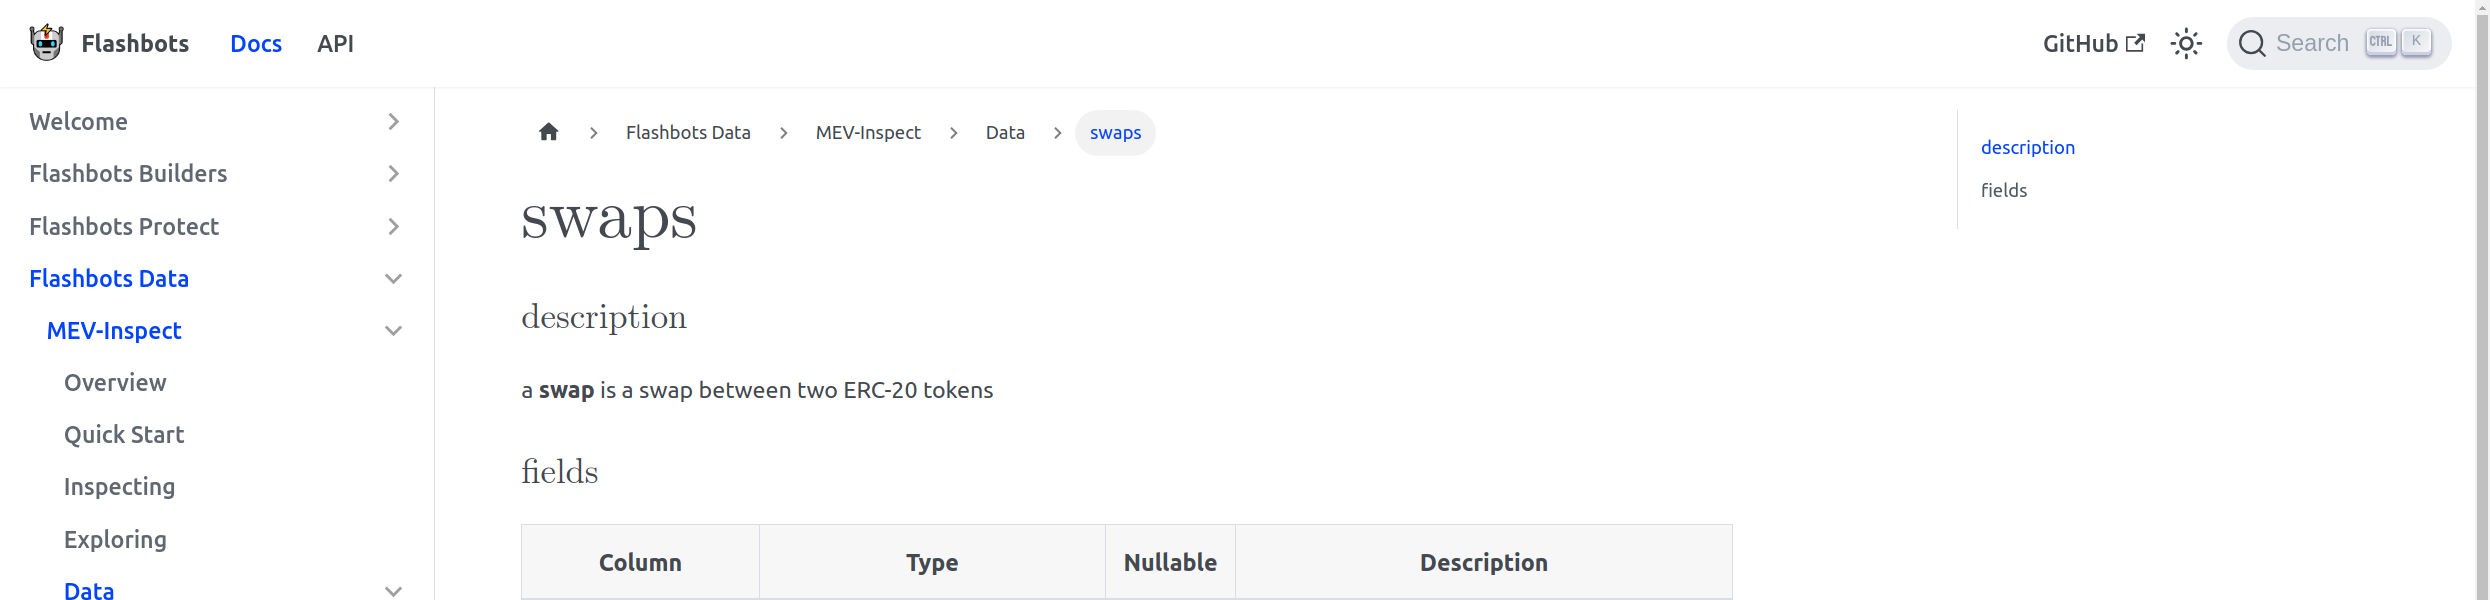 Flashbots Docs API GitHub Search CTRL K
Welcome
Flashbots Builders
Flashbots Protect
Flashbots Data
MEV-Inspect
Overview
Quick Start
Inspecting
Exploring
Data
Flashbots Data MEV-Inspect Data swaps
swaps
description
a swap is a swap between two ERC-20 tokens
fields
Column Type Nullable Description
description
fields